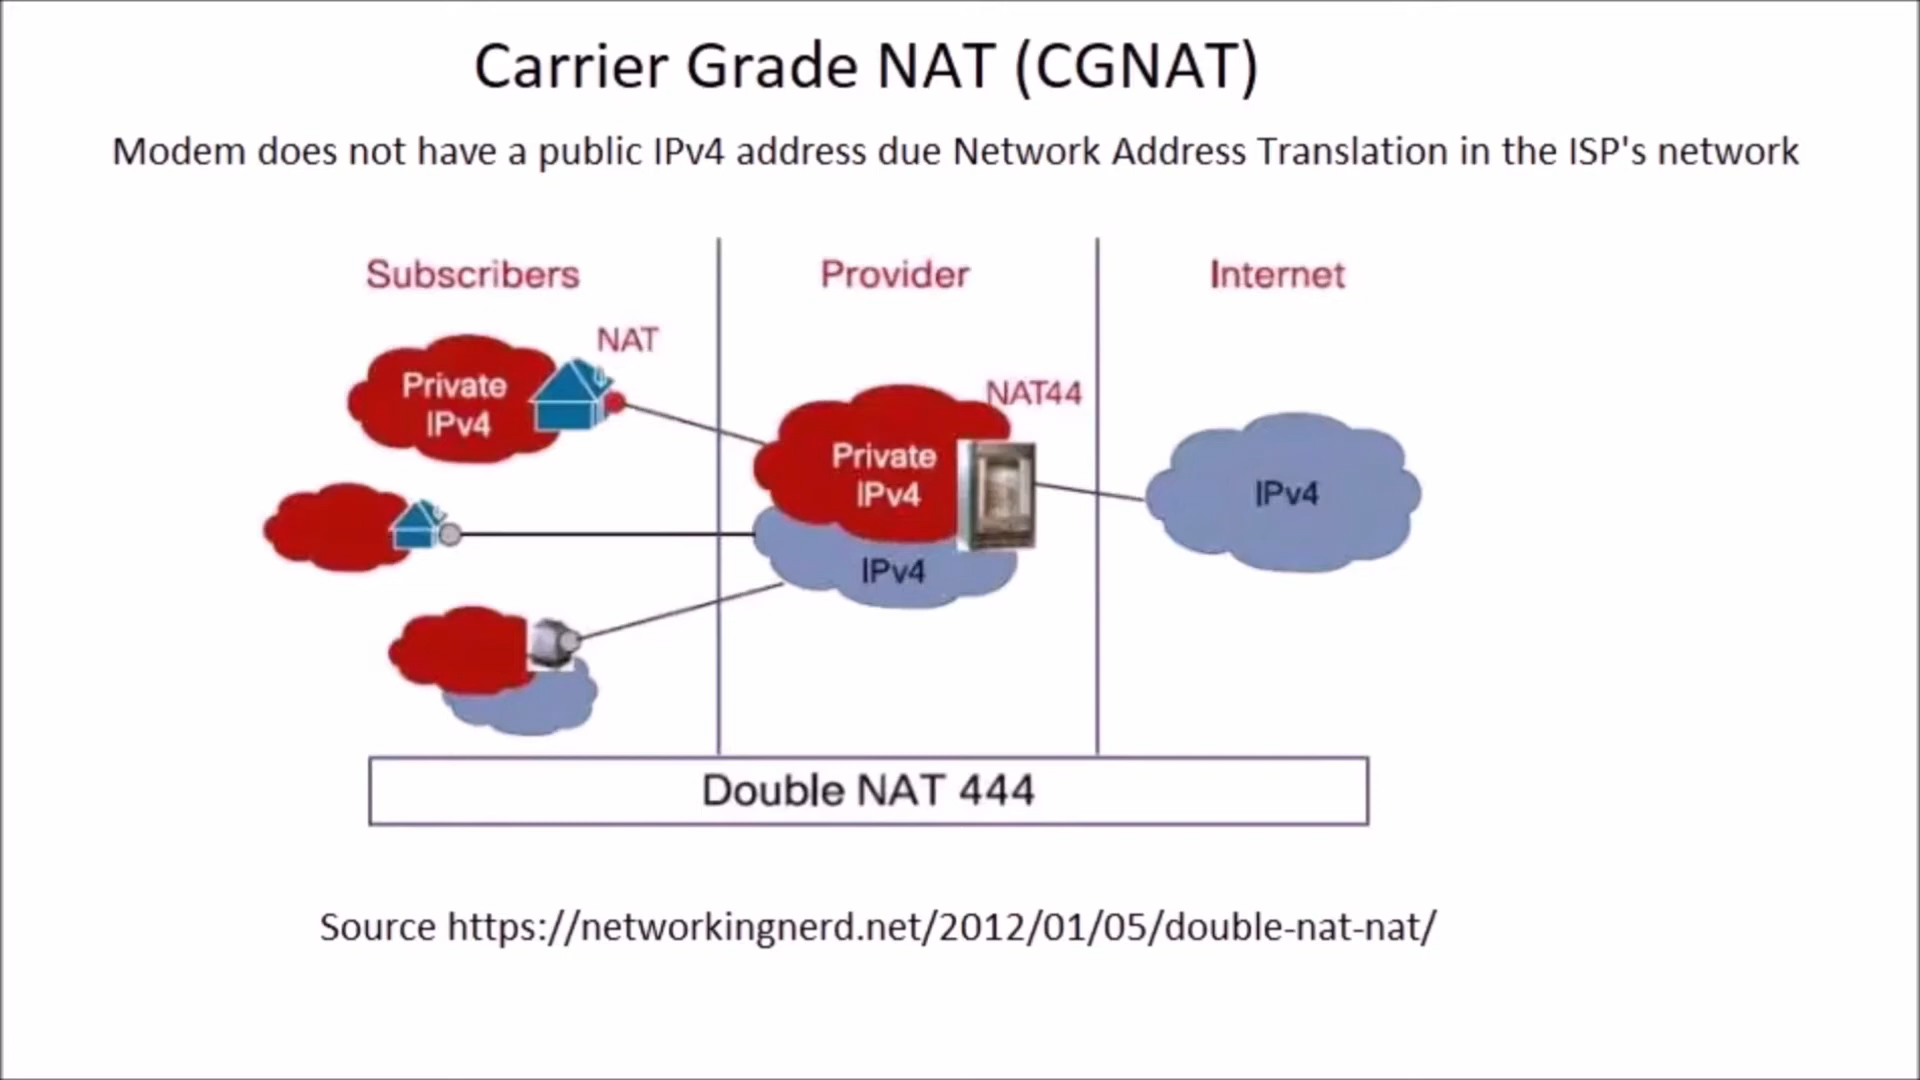 Carrier Grade NAT (CGNAT)
Modem does not have a public IPv4 address due Network Address Translation in the ISP's network
Subscribers
Provider
Internet
NAT
Private
IPv4
NAT44
Private
IPv4
IPv4
IPv4
Double NAT 444
Source https://networkingnerd.net/2012/01/05/double-nat-nat/